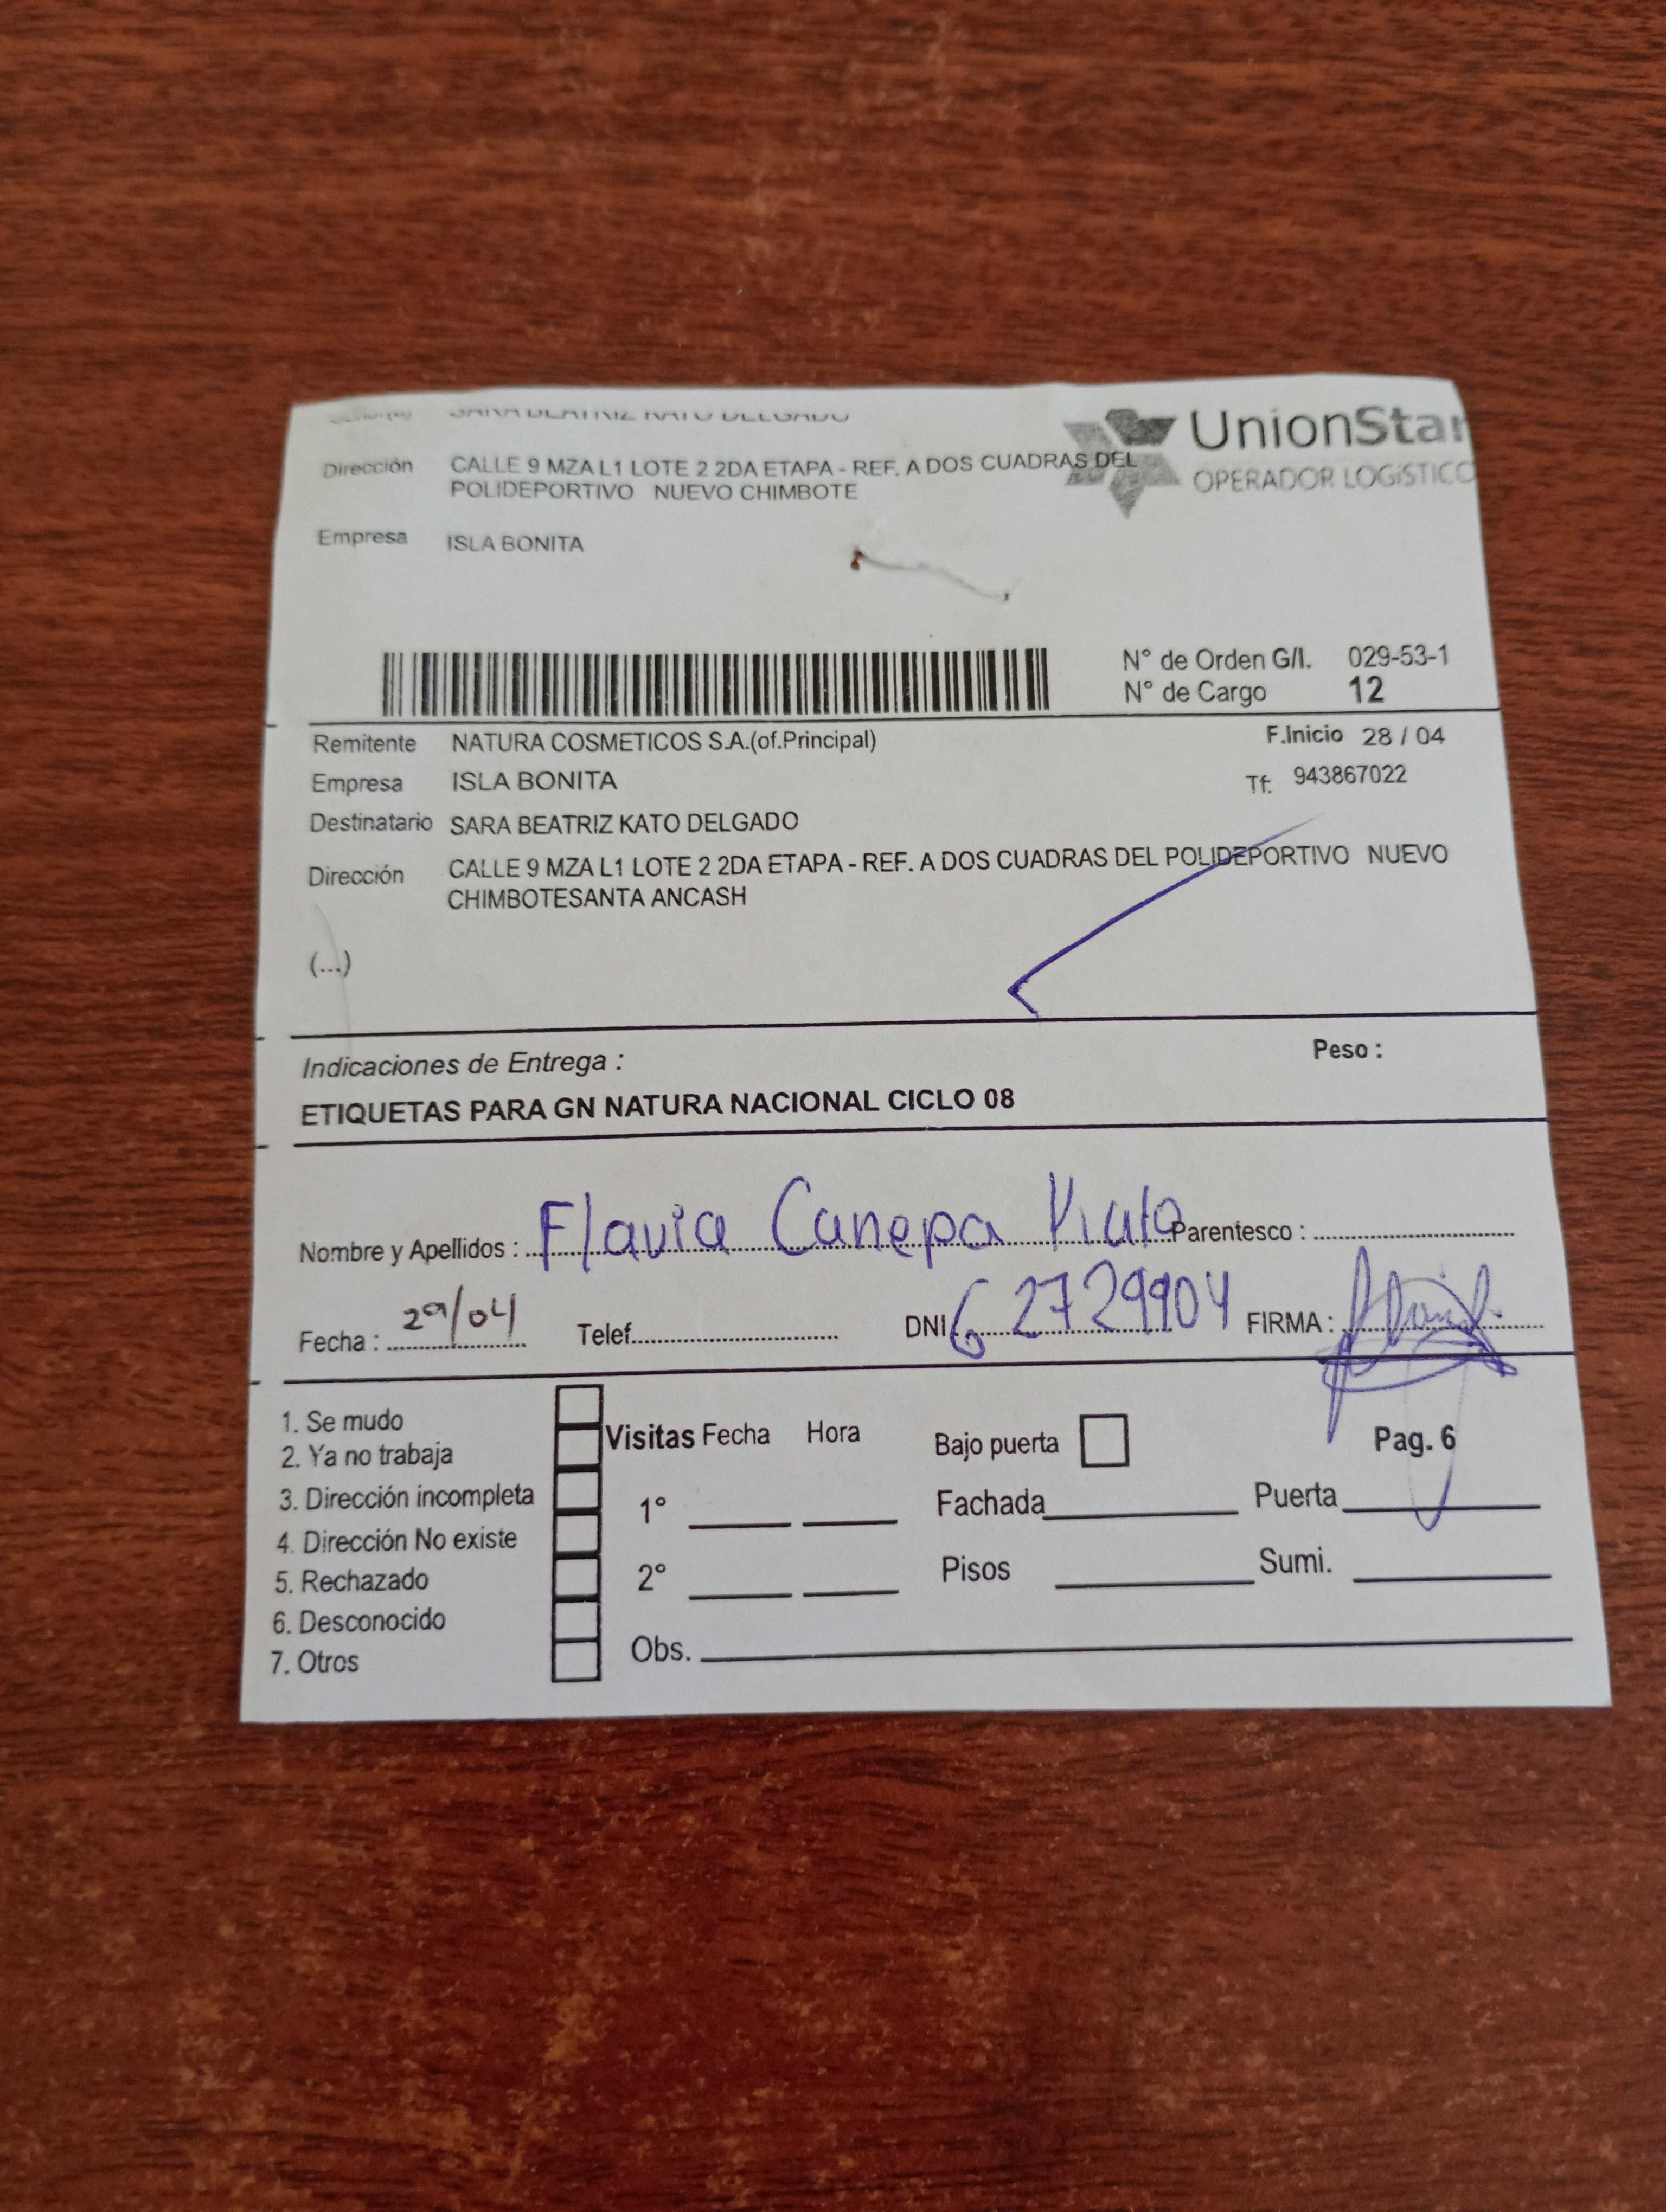 SARA BEATRIZ KATO DELGADO
UnionStar
OPERADOR LOGÍSTICO
Dirección CALLE 9 MZA L1 LOTE 2 2DA ETAPA - REF. A DOS CUADRAS DEL
POLIDEPORTIVO NUEVO CHIMBOTE
Empresa ISLA BONITA
N° de Orden G/I. 029-53-1
N° de Cargo 12
Remitente NATURA COSMETICOS S.A.(of.Principal) F.Inicio 28 / 04
Empresa ISLA BONITA Tf: 943867022
Destinatario SARA BEATRIZ KATO DELGADO
Dirección CALLE 9 MZA L1 LOTE 2 2DA ETAPA - REF. A DOS CUADRAS DEL POLIDEPORTIVO NUEVO
CHIMBOTESANTA ANCASH
(...)
Indicaciones de Entrega : Peso :
ETIQUETAS PARA GN NATURA NACIONAL CICLO 08
Nombre y Apellidos : Flavia Canepa Parentesco :
Fecha : 29/04 Telef. DNI 62729904 FIRMA :
1. Se mudo
2. Ya no trabaja
3. Dirección incompleta
4. Dirección No existe
5. Rechazado
6. Desconocido
7. Otros
Visitas Fecha Hora Bajo puerta Pag. 6
1° Fachada Puerta
2° Pisos Sumi.
Obs.